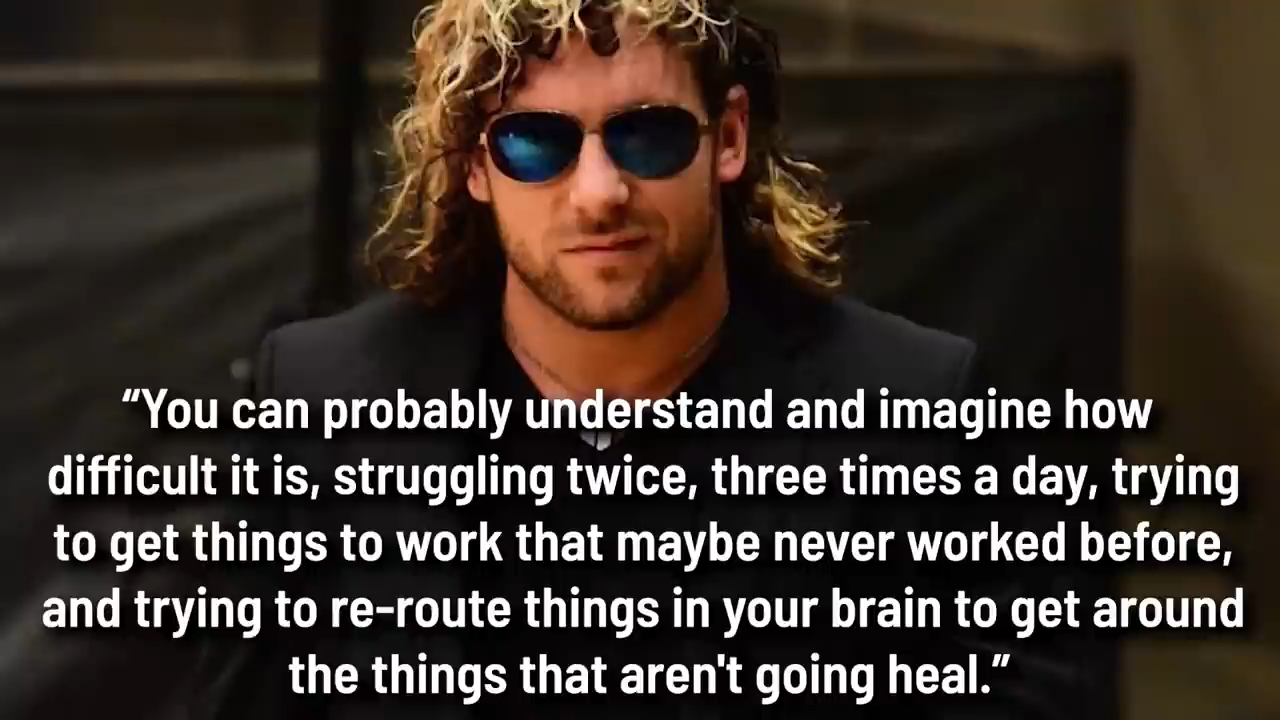 “You can probably understand and imagine how
difficult it is, struggling twice, three times a day, trying
to get things to work that maybe never worked before,
and trying to re-route things in your brain to get around
the things that aren't going heal.”